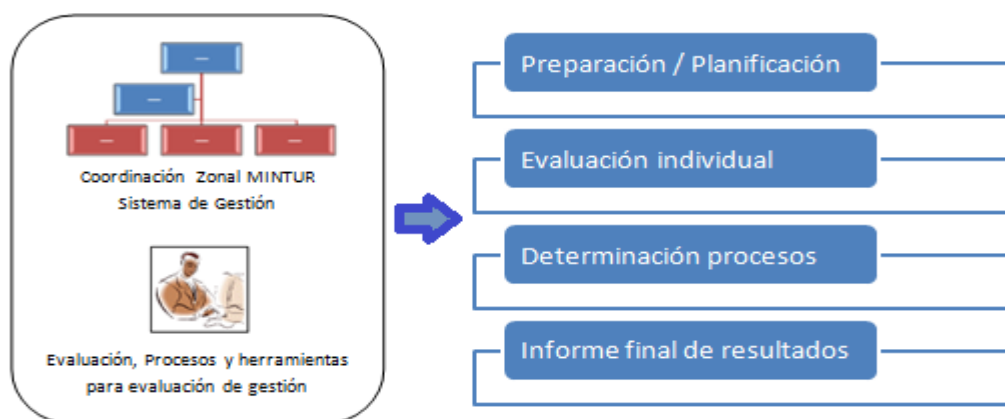 Coordinación Zonal MINTUR
Sistema de Gestión
Evaluación, Procesos y herramientas
para evaluación de gestión
Preparación / Planificación
Evaluación individual
Determinación procesos
Informe final de resultados